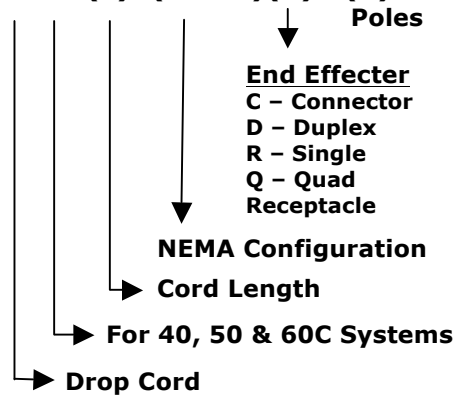 Poles
End Effecter
C – Connector
D – Duplex
R – Single
Q – Quad
Receptacle
NEMA Configuration
Cord Length
For 40, 50 & 60C Systems
Drop Cord